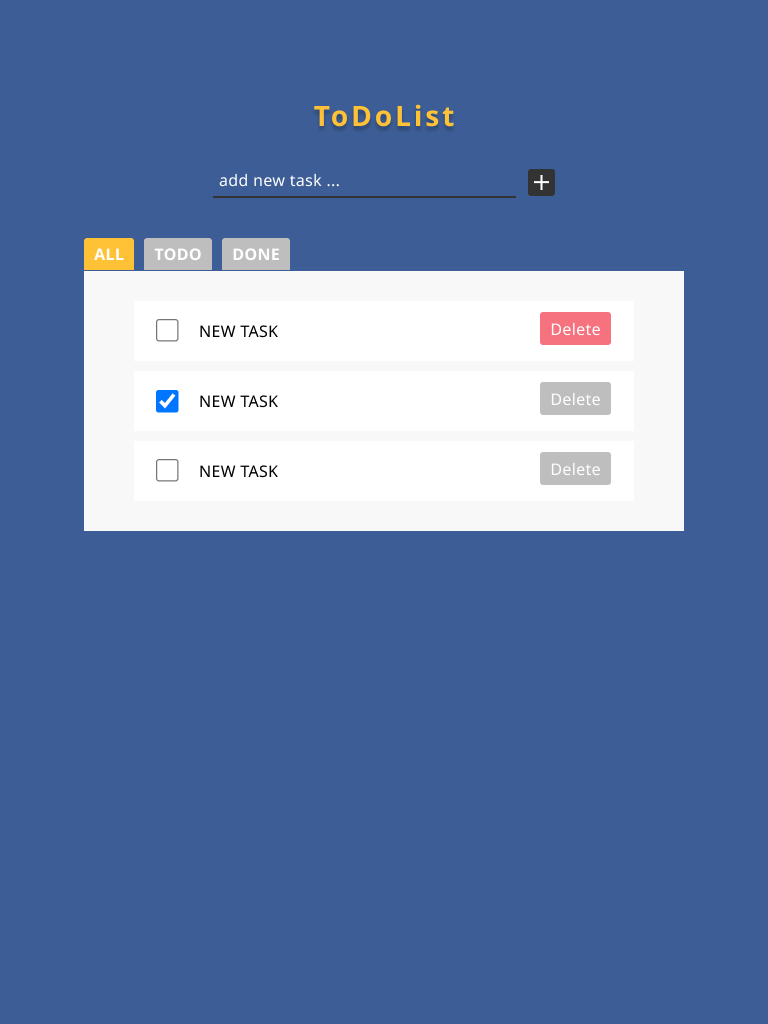 ToDoList
add new task ...
ALL TODO DONE
NEW TASK Delete
NEW TASK Delete
NEW TASK Delete